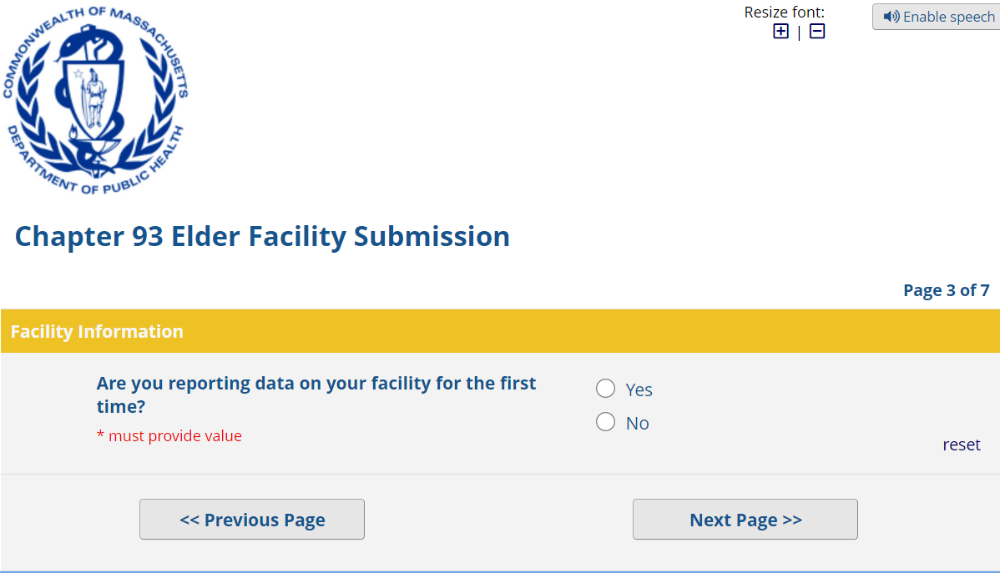 COMMONWEALTH OF MASSACHUSETTS
DEPARTMENT OF PUBLIC HEALTH
Resize font:
|
Enable speech
Chapter 93 Elder Facility Submission
Page 3 of 7
Facility Information
Are you reporting data on your facility for the first
time?
* must provide value
Yes
No
reset
<< Previous Page
Next Page >>